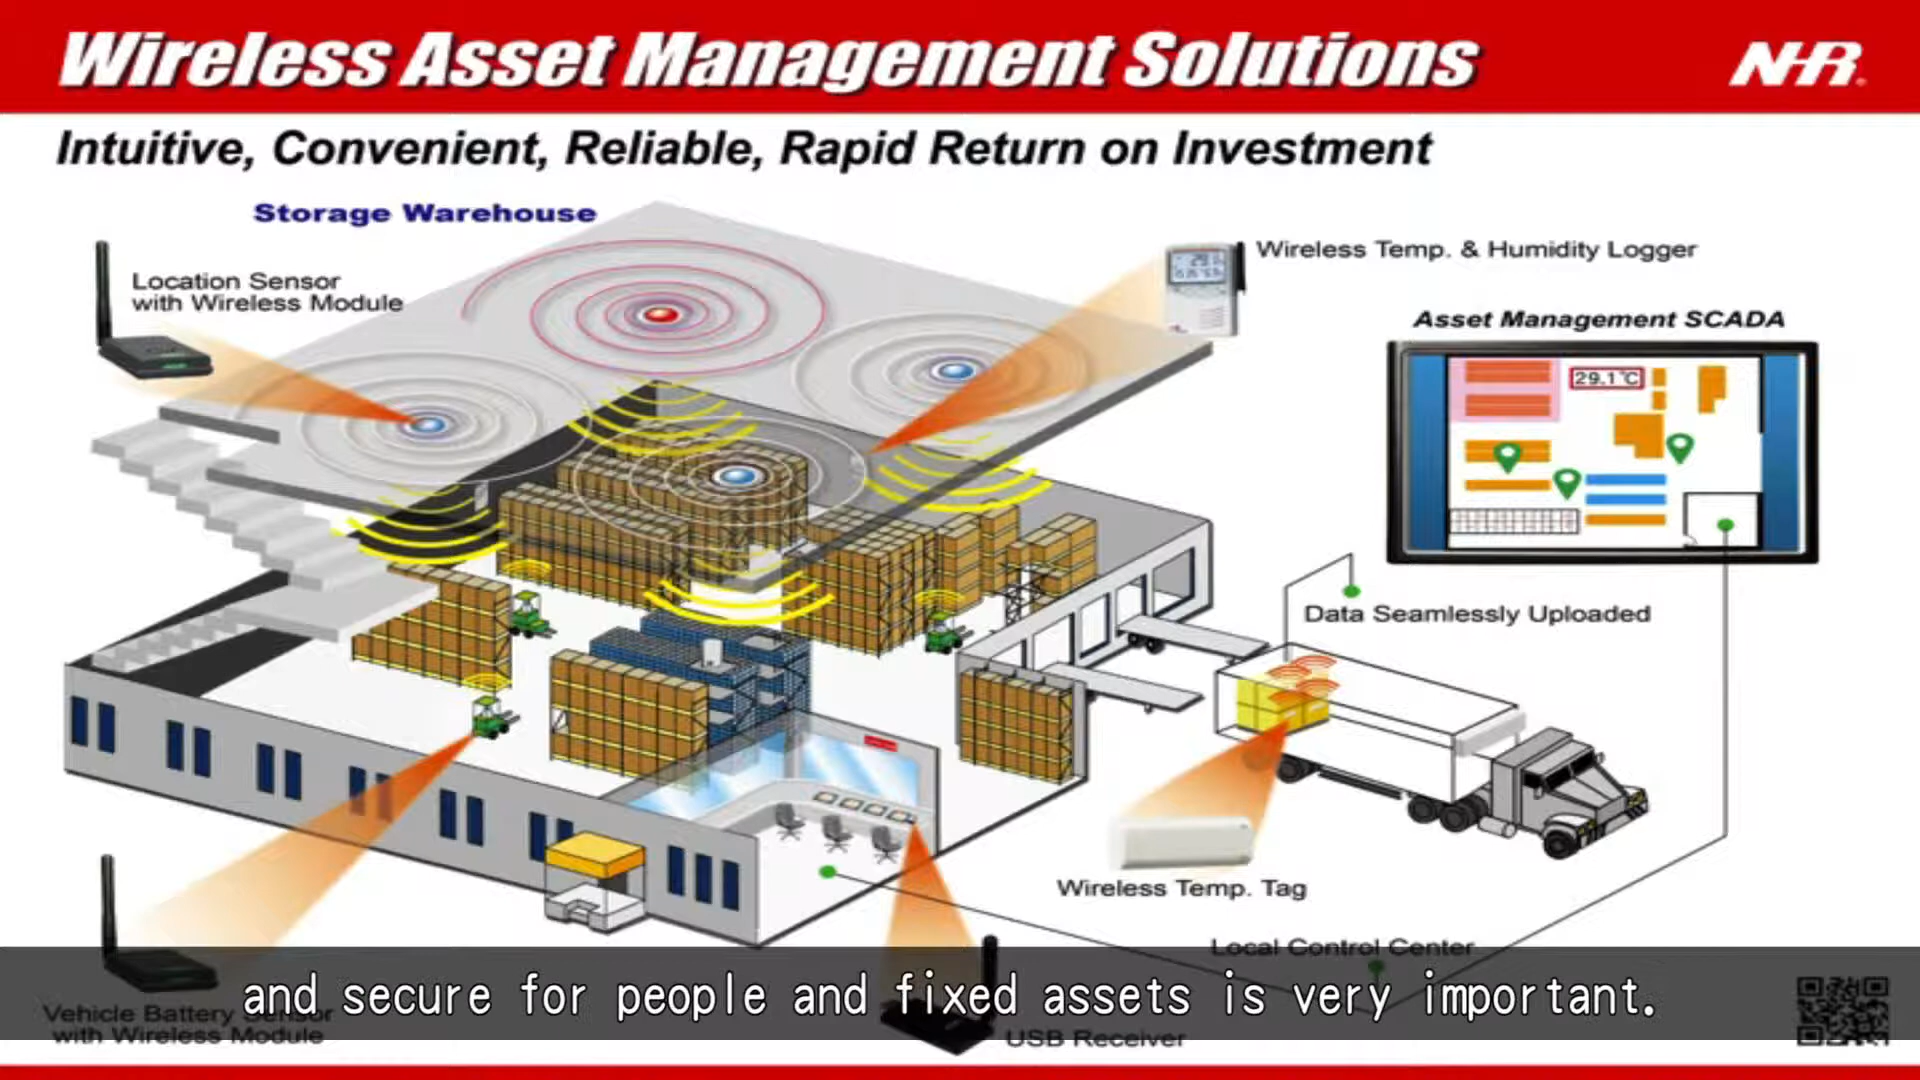 Wireless Asset Management Solutions
NHR
Intuitive, Convenient, Reliable, Rapid Return on Investment
Storage Warehouse
Location Sensor
with Wireless Module
Wireless Temp. & Humidity Logger
Asset Management SCADA
29.1°C
Data Seamlessly Uploaded
Wireless Temp. Tag
Local Control Center
and secure for people and fixed assets is very important.
Vehicle Battery Sensor
with Wireless Module
USB Receiver